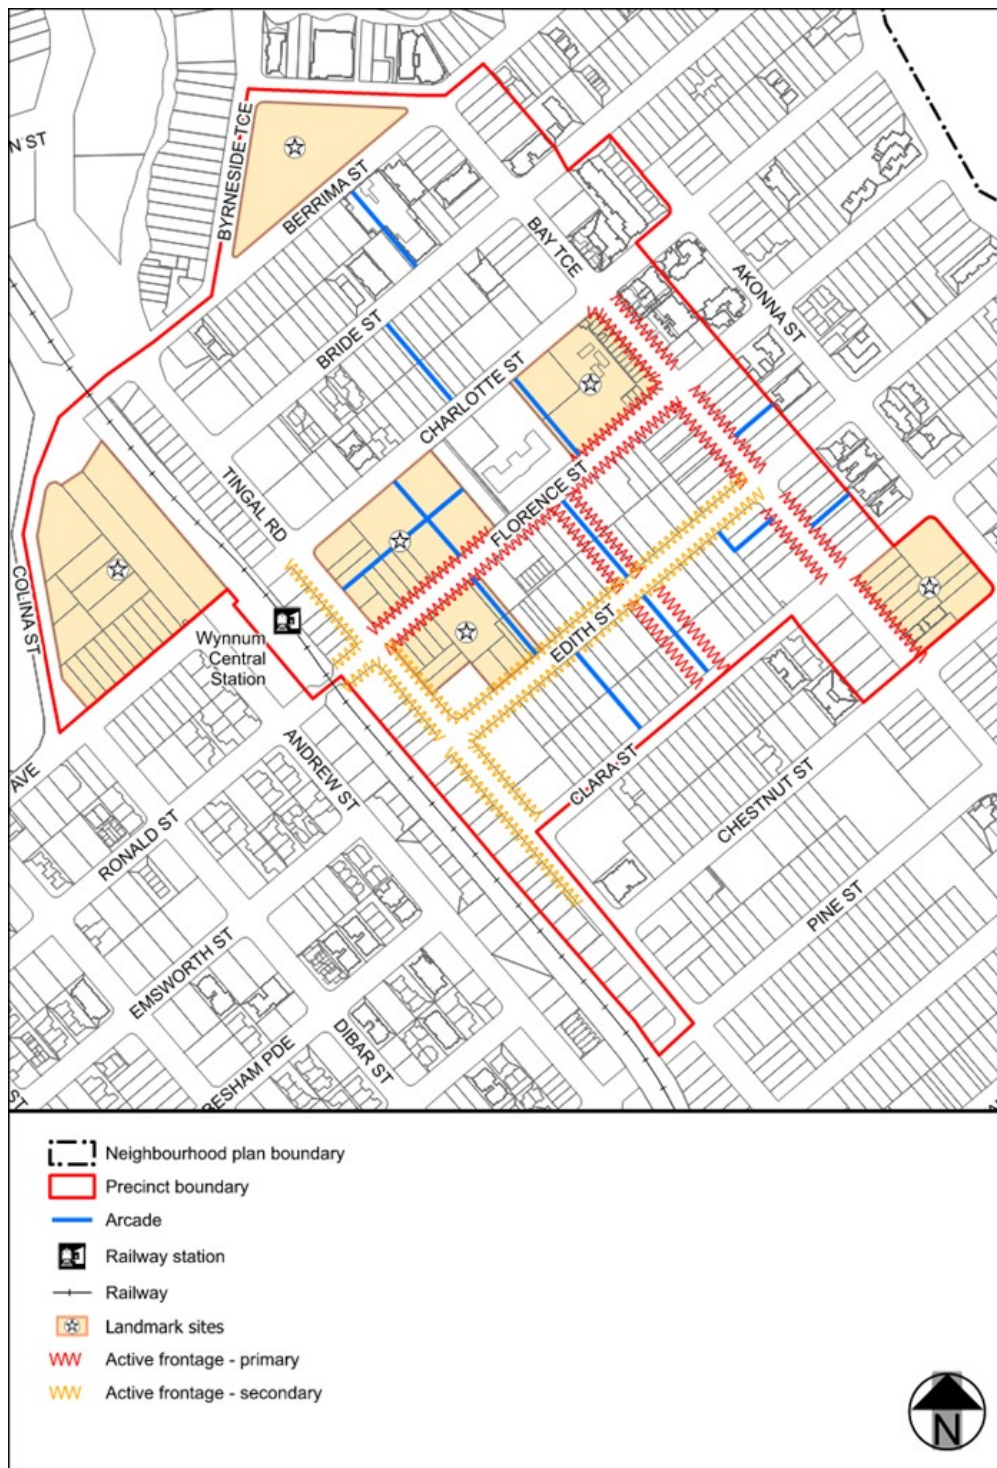 N ST
BYRNESIDE TCE
BERRIMA ST
BAY TCE
AKONNA ST
BRIDE ST
CHARLOTTE ST
TINGAL RD
FLORENCE ST
COLINA ST
Wynnum
Central
Station
EDITH ST
ANDREW ST
CLARA ST
AVE
RONALD ST
CHESTNUT ST
PINE ST
EMSWORTH ST
DIBAR ST
RESHAM PDE
ST
Neighbourhood plan boundary
Precinct boundary
Arcade
Railway station
Railway
Landmark sites
Active frontage - primary
Active frontage - secondary
N